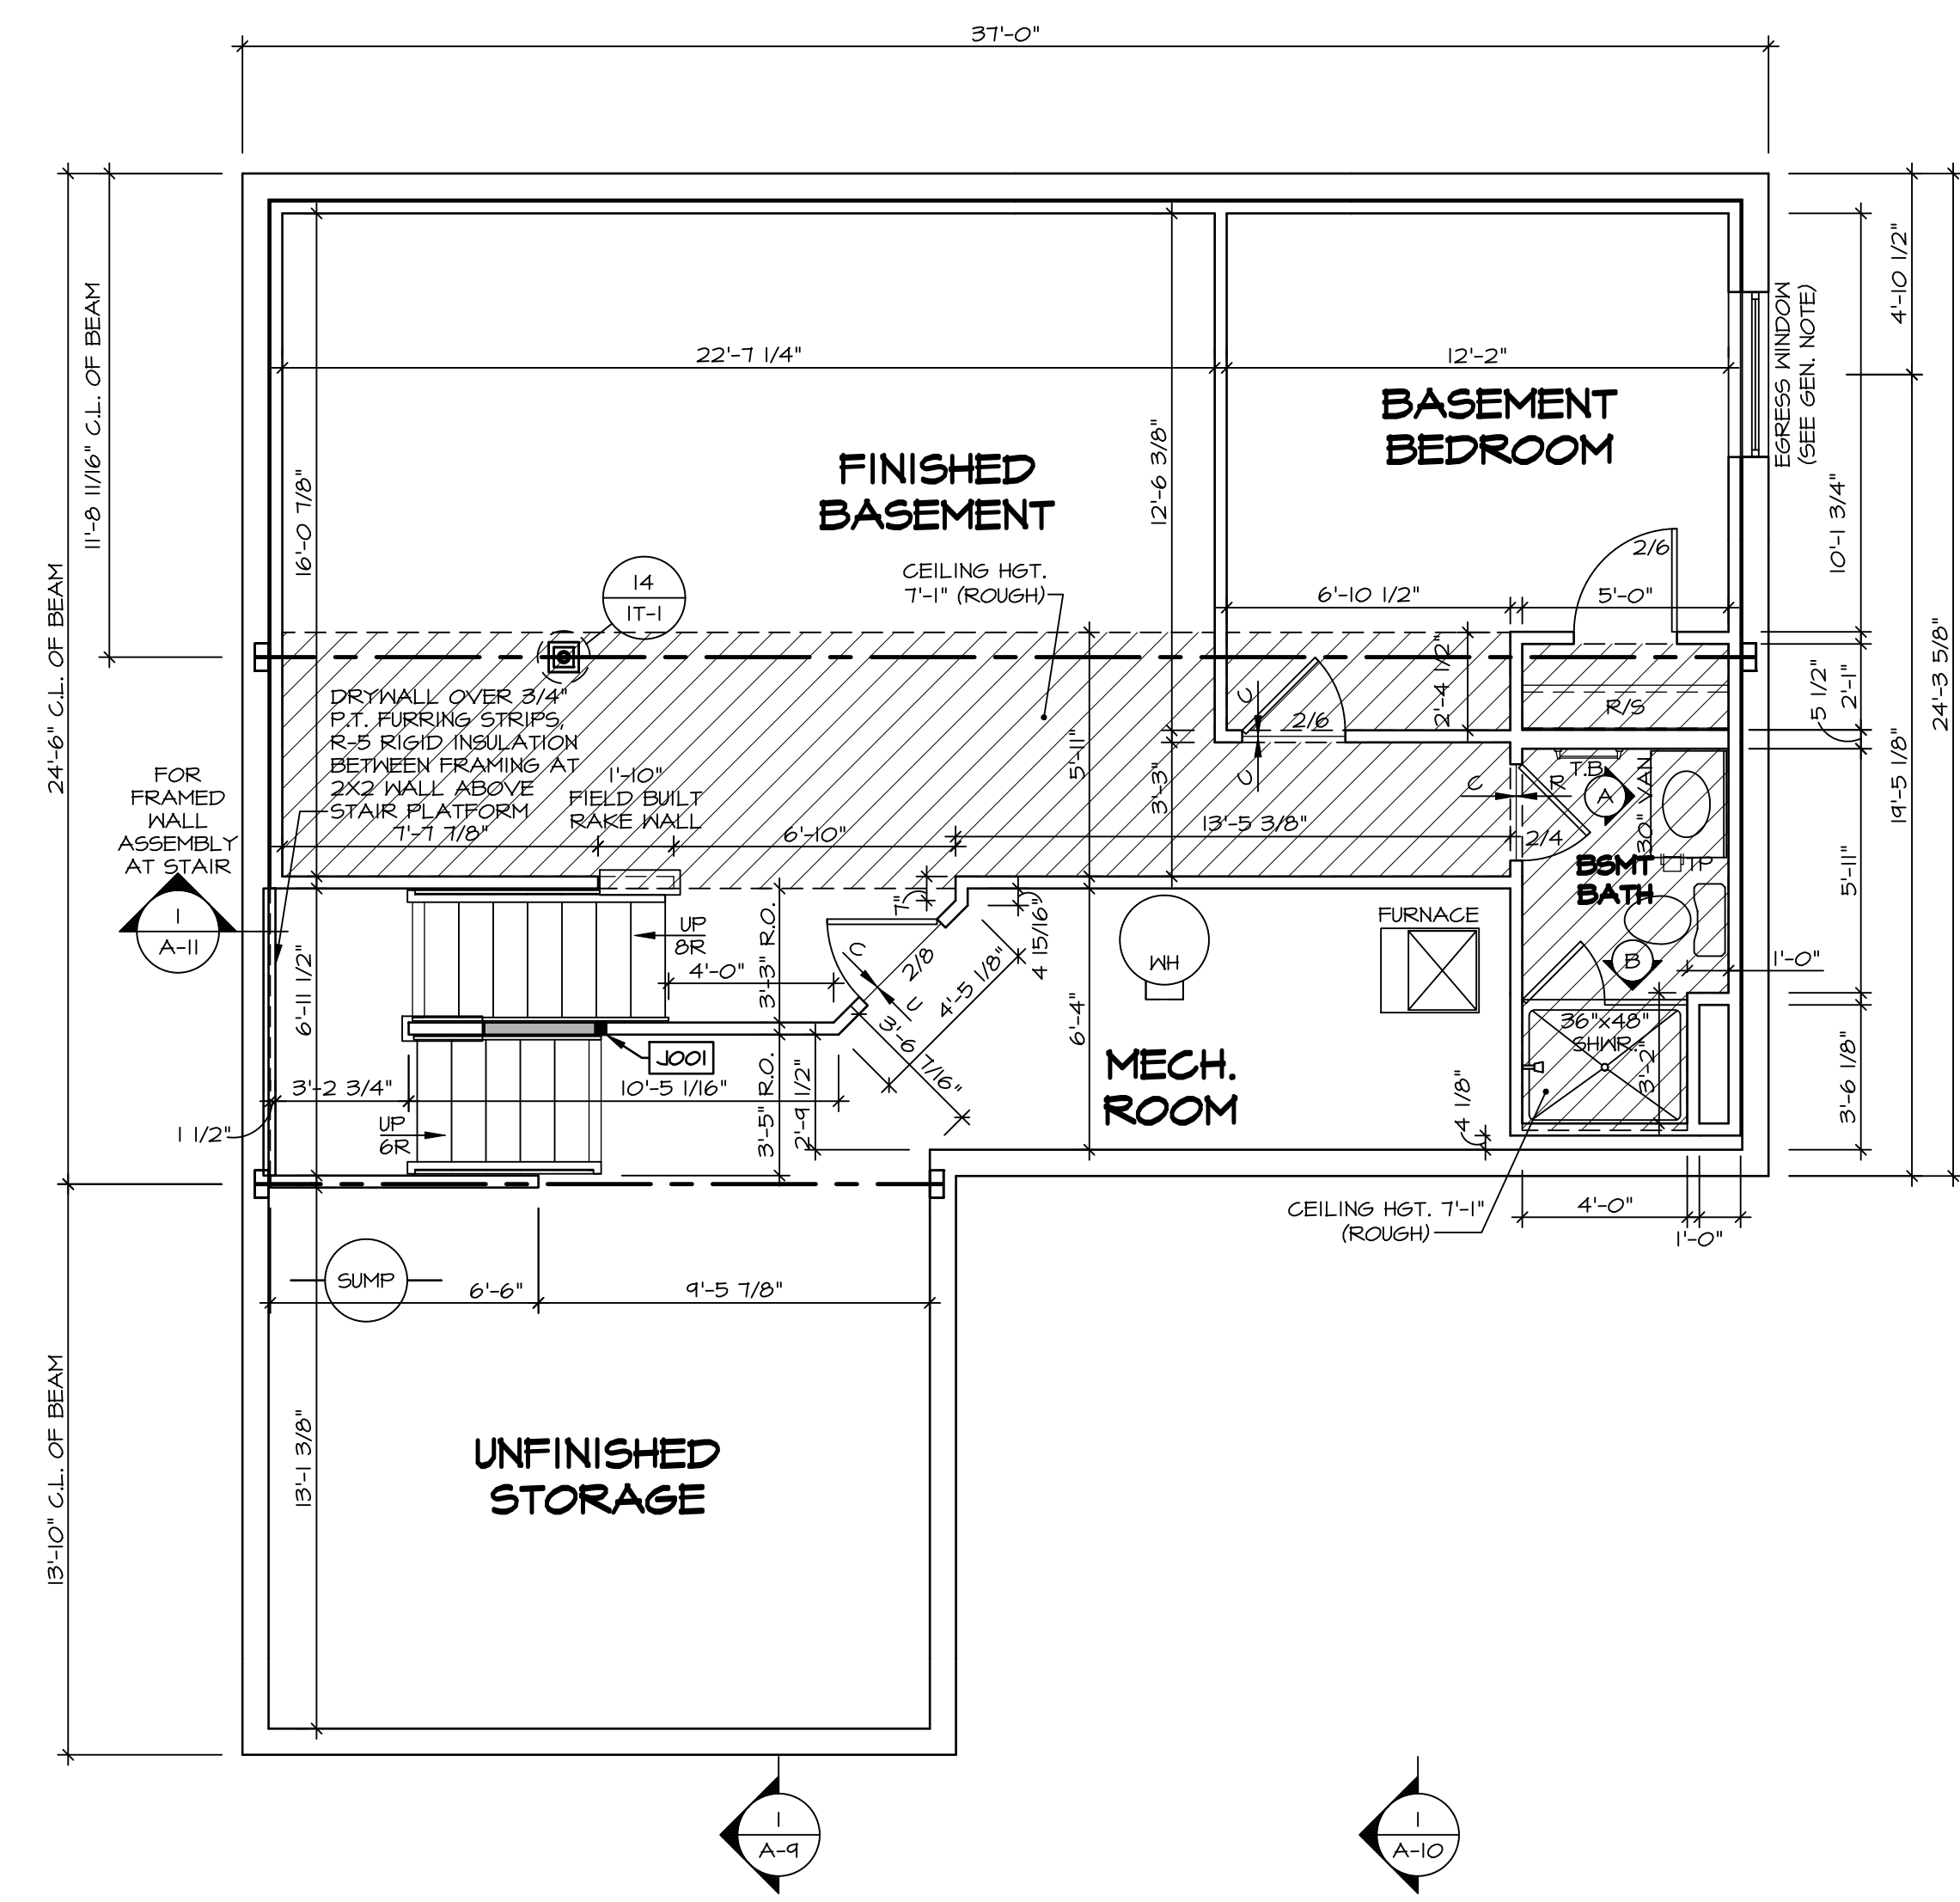 37'-0"
24'-6" C.L. OF BEAM
11'-8 11/16" C.L. OF BEAM
13'-10" C.L. OF BEAM
4'-10 1/2"
24'-3 5/8"
19'-5 1/8"
10'-1 3/4"
5 1/2"
2'-11"
5'-11"
3'-6 1/8"
EGRESS WINDOW
(SEE GEN. NOTE)
22'-7 1/4"
12'-2"
BASEMENT
BEDROOM
FINISHED
BASEMENT
16'-0 7/8"
12'-6 3/8"
CEILING HGT.
7'-1" (ROUGH)
14
1T-1
2/6
6'-10 1/2"
5'-0"
2'-4 1/2"
C
2/6
C
R/S
DRYWALL OVER 3/4"
P.T. FURRING STRIPS,
R-5 RIGID INSULATION
BETWEEN FRAMING AT
2X2 WALL ABOVE
STAIR PLATFORM
1'-10"
FIELD BUILT
RAKE WALL
7'-7 7/8"
6'-10"
5'-11"
3'-3"
13'-5 3/8"
C
R
T.B.
A
30" VAN
2/4
BSMT
BATH
TP
FOR
FRAMED
WALL
ASSEMBLY
AT STAIR
1
A-11
6'-11 1/2"
UP
8R
4'-0"
3'-3" R.O.
7"
C
2/8
C
4'-5 1/8"
3'-6 7/16"
4 15/16"
WH
FURNACE
B
1'-0"
36"x48"
SHWR.
3'-2"
J001
3'-2 3/4"
10'-5 1/16"
3'-5" R.O.
2'-9 1/2"
6'-4"
MECH.
ROOM
4 1/8"
1 1/2"
UP
6R
CEILING HGT. 7'-1"
(ROUGH)
4'-0"
1'-0"
SUMP
6'-6"
9'-5 7/8"
13'-1 3/8"
UNFINISHED
STORAGE
1
A-9
1
A-10